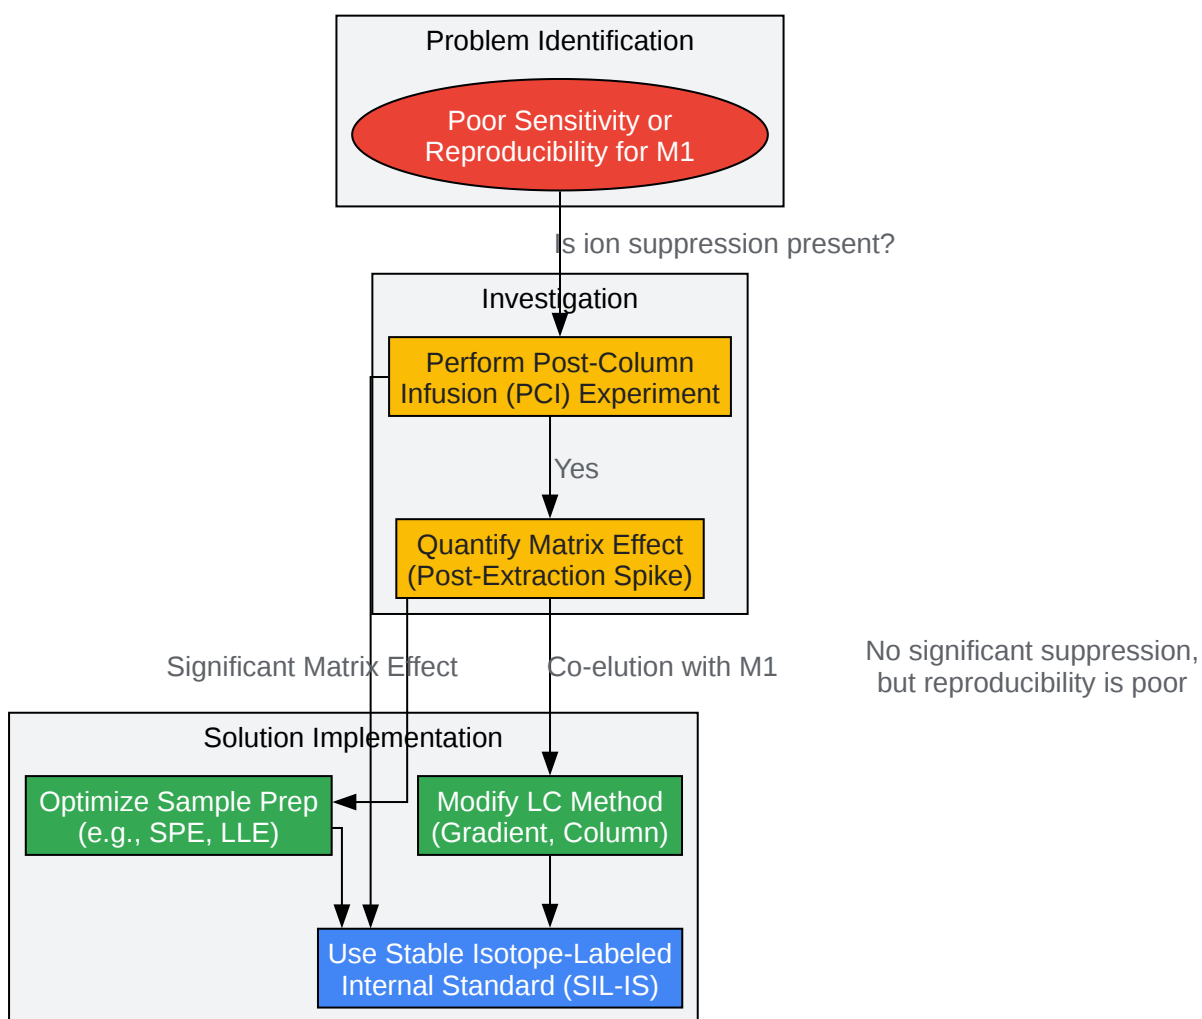 Problem Identification
Poor Sensitivity or
Reproducibility for M1
Is ion suppression present?
Investigation
Perform Post-Column
Infusion (PCI) Experiment
Yes
Quantify Matrix Effect
(Post-Extraction Spike)
Significant Matrix Effect
Co-elution with M1
No significant suppression,
but reproducibility is poor
Solution Implementation
Optimize Sample Prep
(e.g., SPE, LLE)
Modify LC Method
(Gradient, Column)
Use Stable Isotope-Labeled
Internal Standard (SIL-IS)